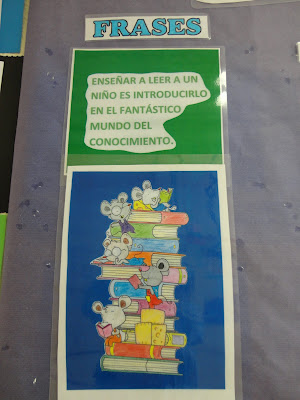 FRASES
ENSEÑAR A LEER A UN
NIÑO ES INTRODUCIRLO
EN EL FANTÁSTICO
MUNDO DEL
CONOCIMIENTO.